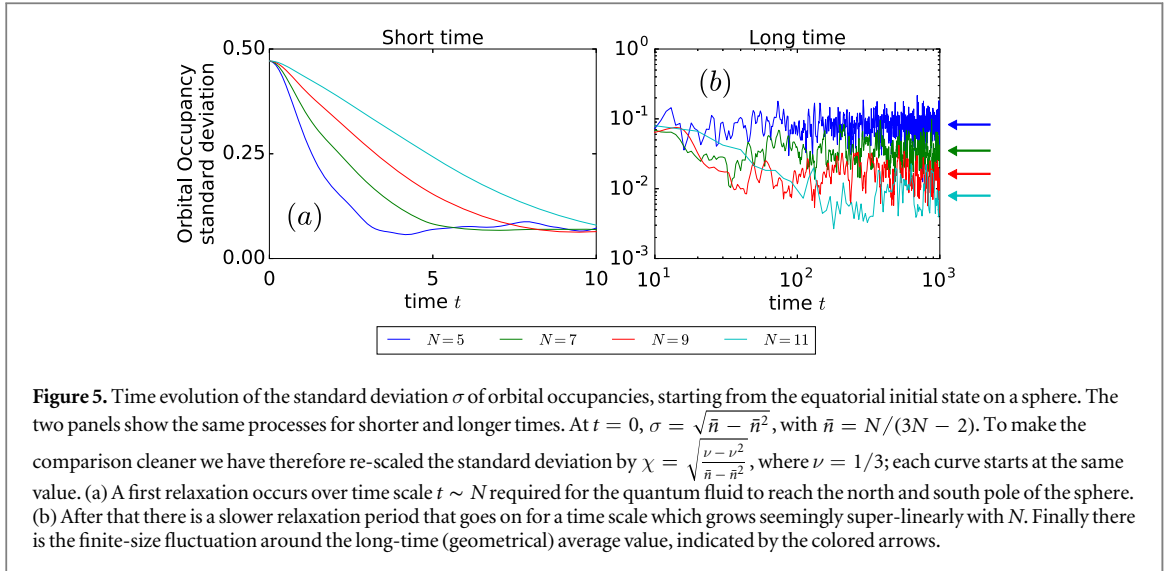 Short time
Long time
Orbital Occupancy
standard deviation
0.50
0.25
0.00
(a)
0
5
10
time t
10^0
10^-1
10^-2
10^-3
(b)
10^1
10^2
10^3
time t
N = 5 N = 7 N = 9 N = 11
Figure 5. Time evolution of the standard deviation σ of orbital occupancies, starting from the equatorial initial state on a sphere. The
two panels show the same processes for shorter and longer times. At t = 0, σ = √(n̄ − n̄²), with n̄ = N/(3N − 2). To make the
comparison cleaner we have therefore re-scaled the standard deviation by χ = √((ν − ν²)/(n̄ − n̄²)), where ν = 1/3; each curve starts at the same
value. (a) A first relaxation occurs over time scale t ∼ N required for the quantum fluid to reach the north and south pole of the sphere.
(b) After that there is a slower relaxation period that goes on for a time scale which grows seemingly super-linearly with N. Finally there
is the finite-size fluctuation around the long-time (geometrical) average value, indicated by the colored arrows.